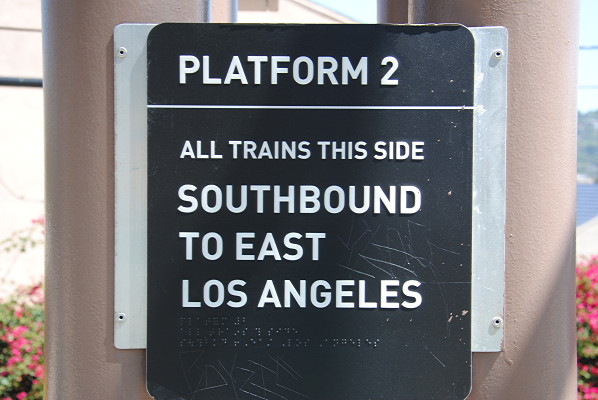 PLATFORM 2
ALL TRAINS THIS SIDE
SOUTHBOUND
TO EAST
LOS ANGELES